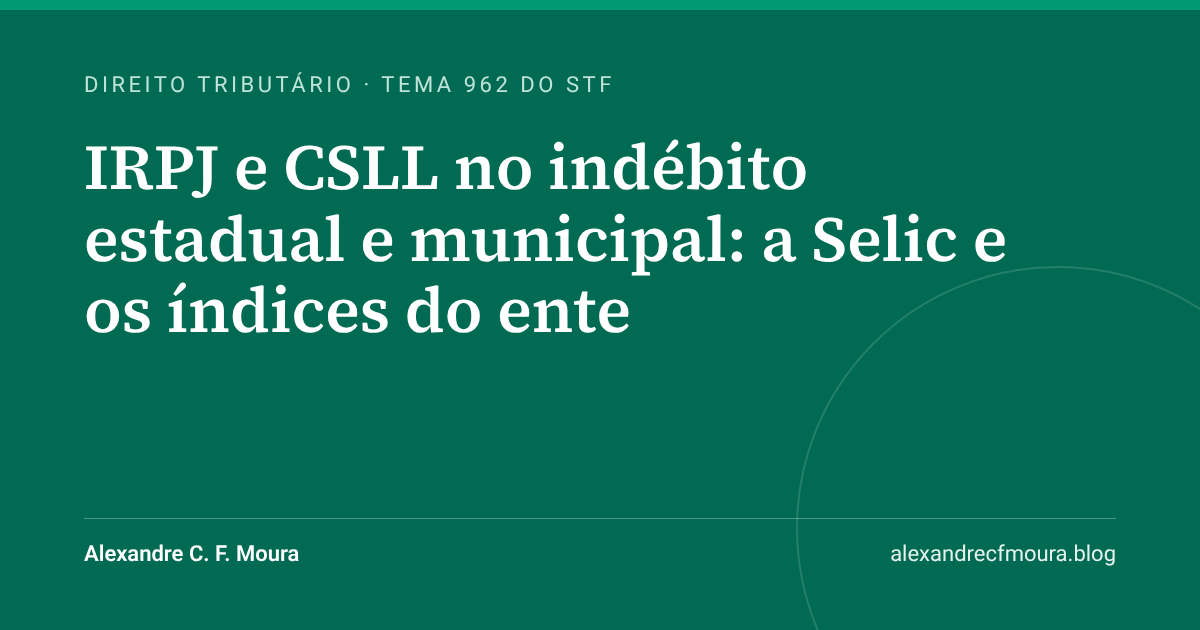 DIREITO TRIBUTÁRIO · TEMA 962 DO STF
IRPJ e CSLL no indébito
estadual e municipal: a Selic e
os índices do ente
Alexandre C. F. Moura
alexandrecfmoura.blog